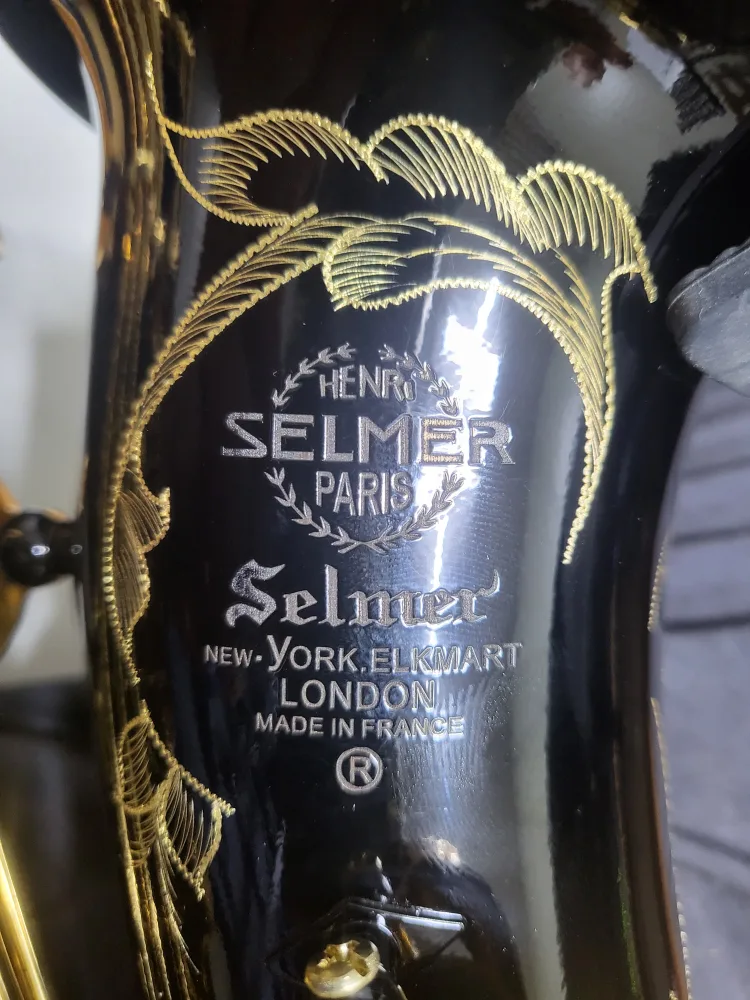 HENRI
SELMER
PARIS
Selmer
NEW-YORK.ELKMART
LONDON
MADE IN FRANCE
®